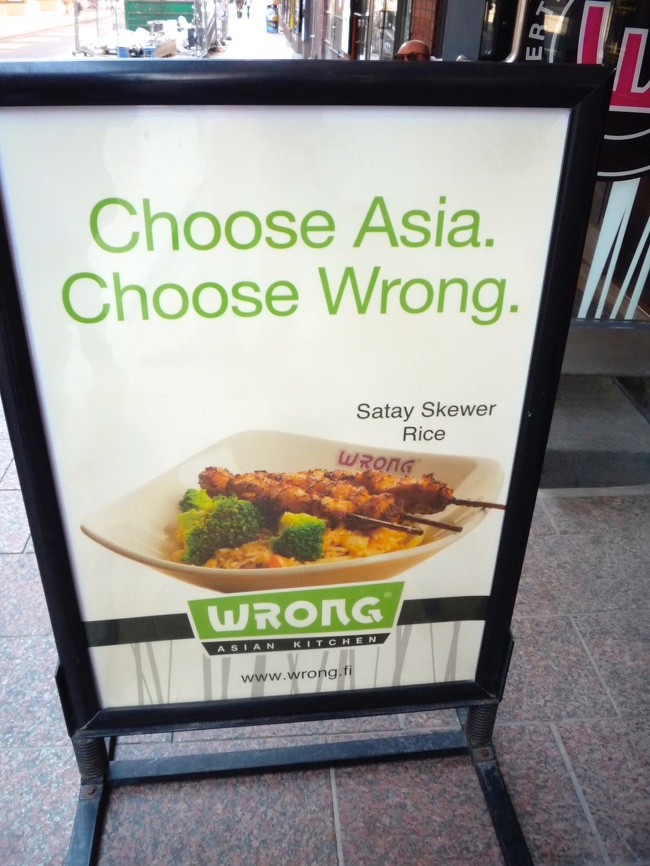 Choose Asia.
Choose Wrong.
Satay Skewer
Rice
WRONG
WRONG®
ASIAN KITCHEN
www.wrong.fi